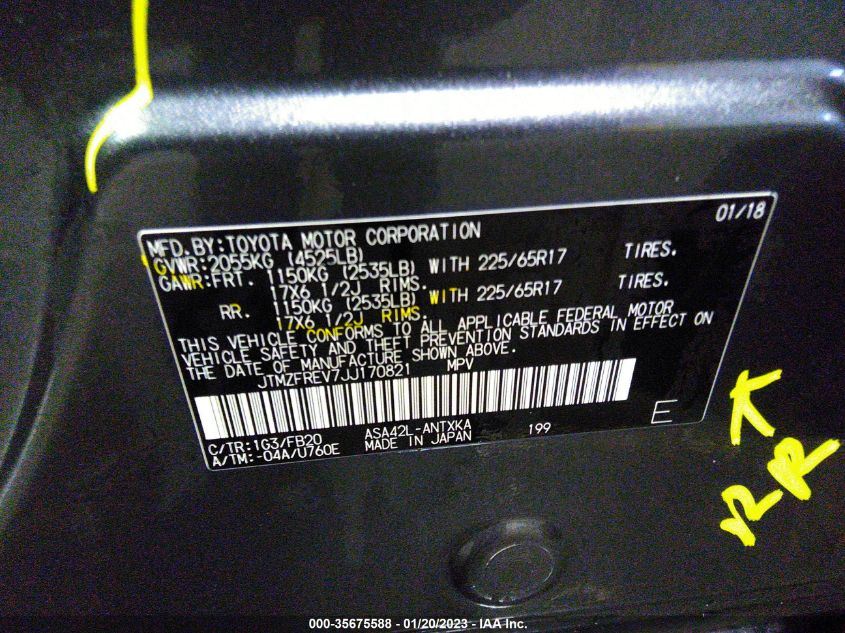 01/18
MFD. BY: TOYOTA MOTOR CORPORATION
GVWR: 2055KG (4525LB)
GAWR: FRT. 1150KG (2535LB) WITH 225/65R17 TIRES.
17X6 1/2J RIMS.
RR. 1150KG (2535LB) WITH 225/65R17 TIRES.
17X6 1/2J RIMS.
THIS VEHICLE CONFORMS TO ALL APPLICABLE FEDERAL MOTOR
VEHICLE SAFETY AND THEFT PREVENTION STANDARDS IN EFFECT ON
THE DATE OF MANUFACTURE SHOWN ABOVE.
JTMZFREV7JJ170821 MPV
C/TR: 1G3/FB20 ASA42L-ANTXKA 199 E
A/TM: -04A/U760E MADE IN JAPAN
K
RR
000-35675588 - 01/20/2023 - IAA Inc.